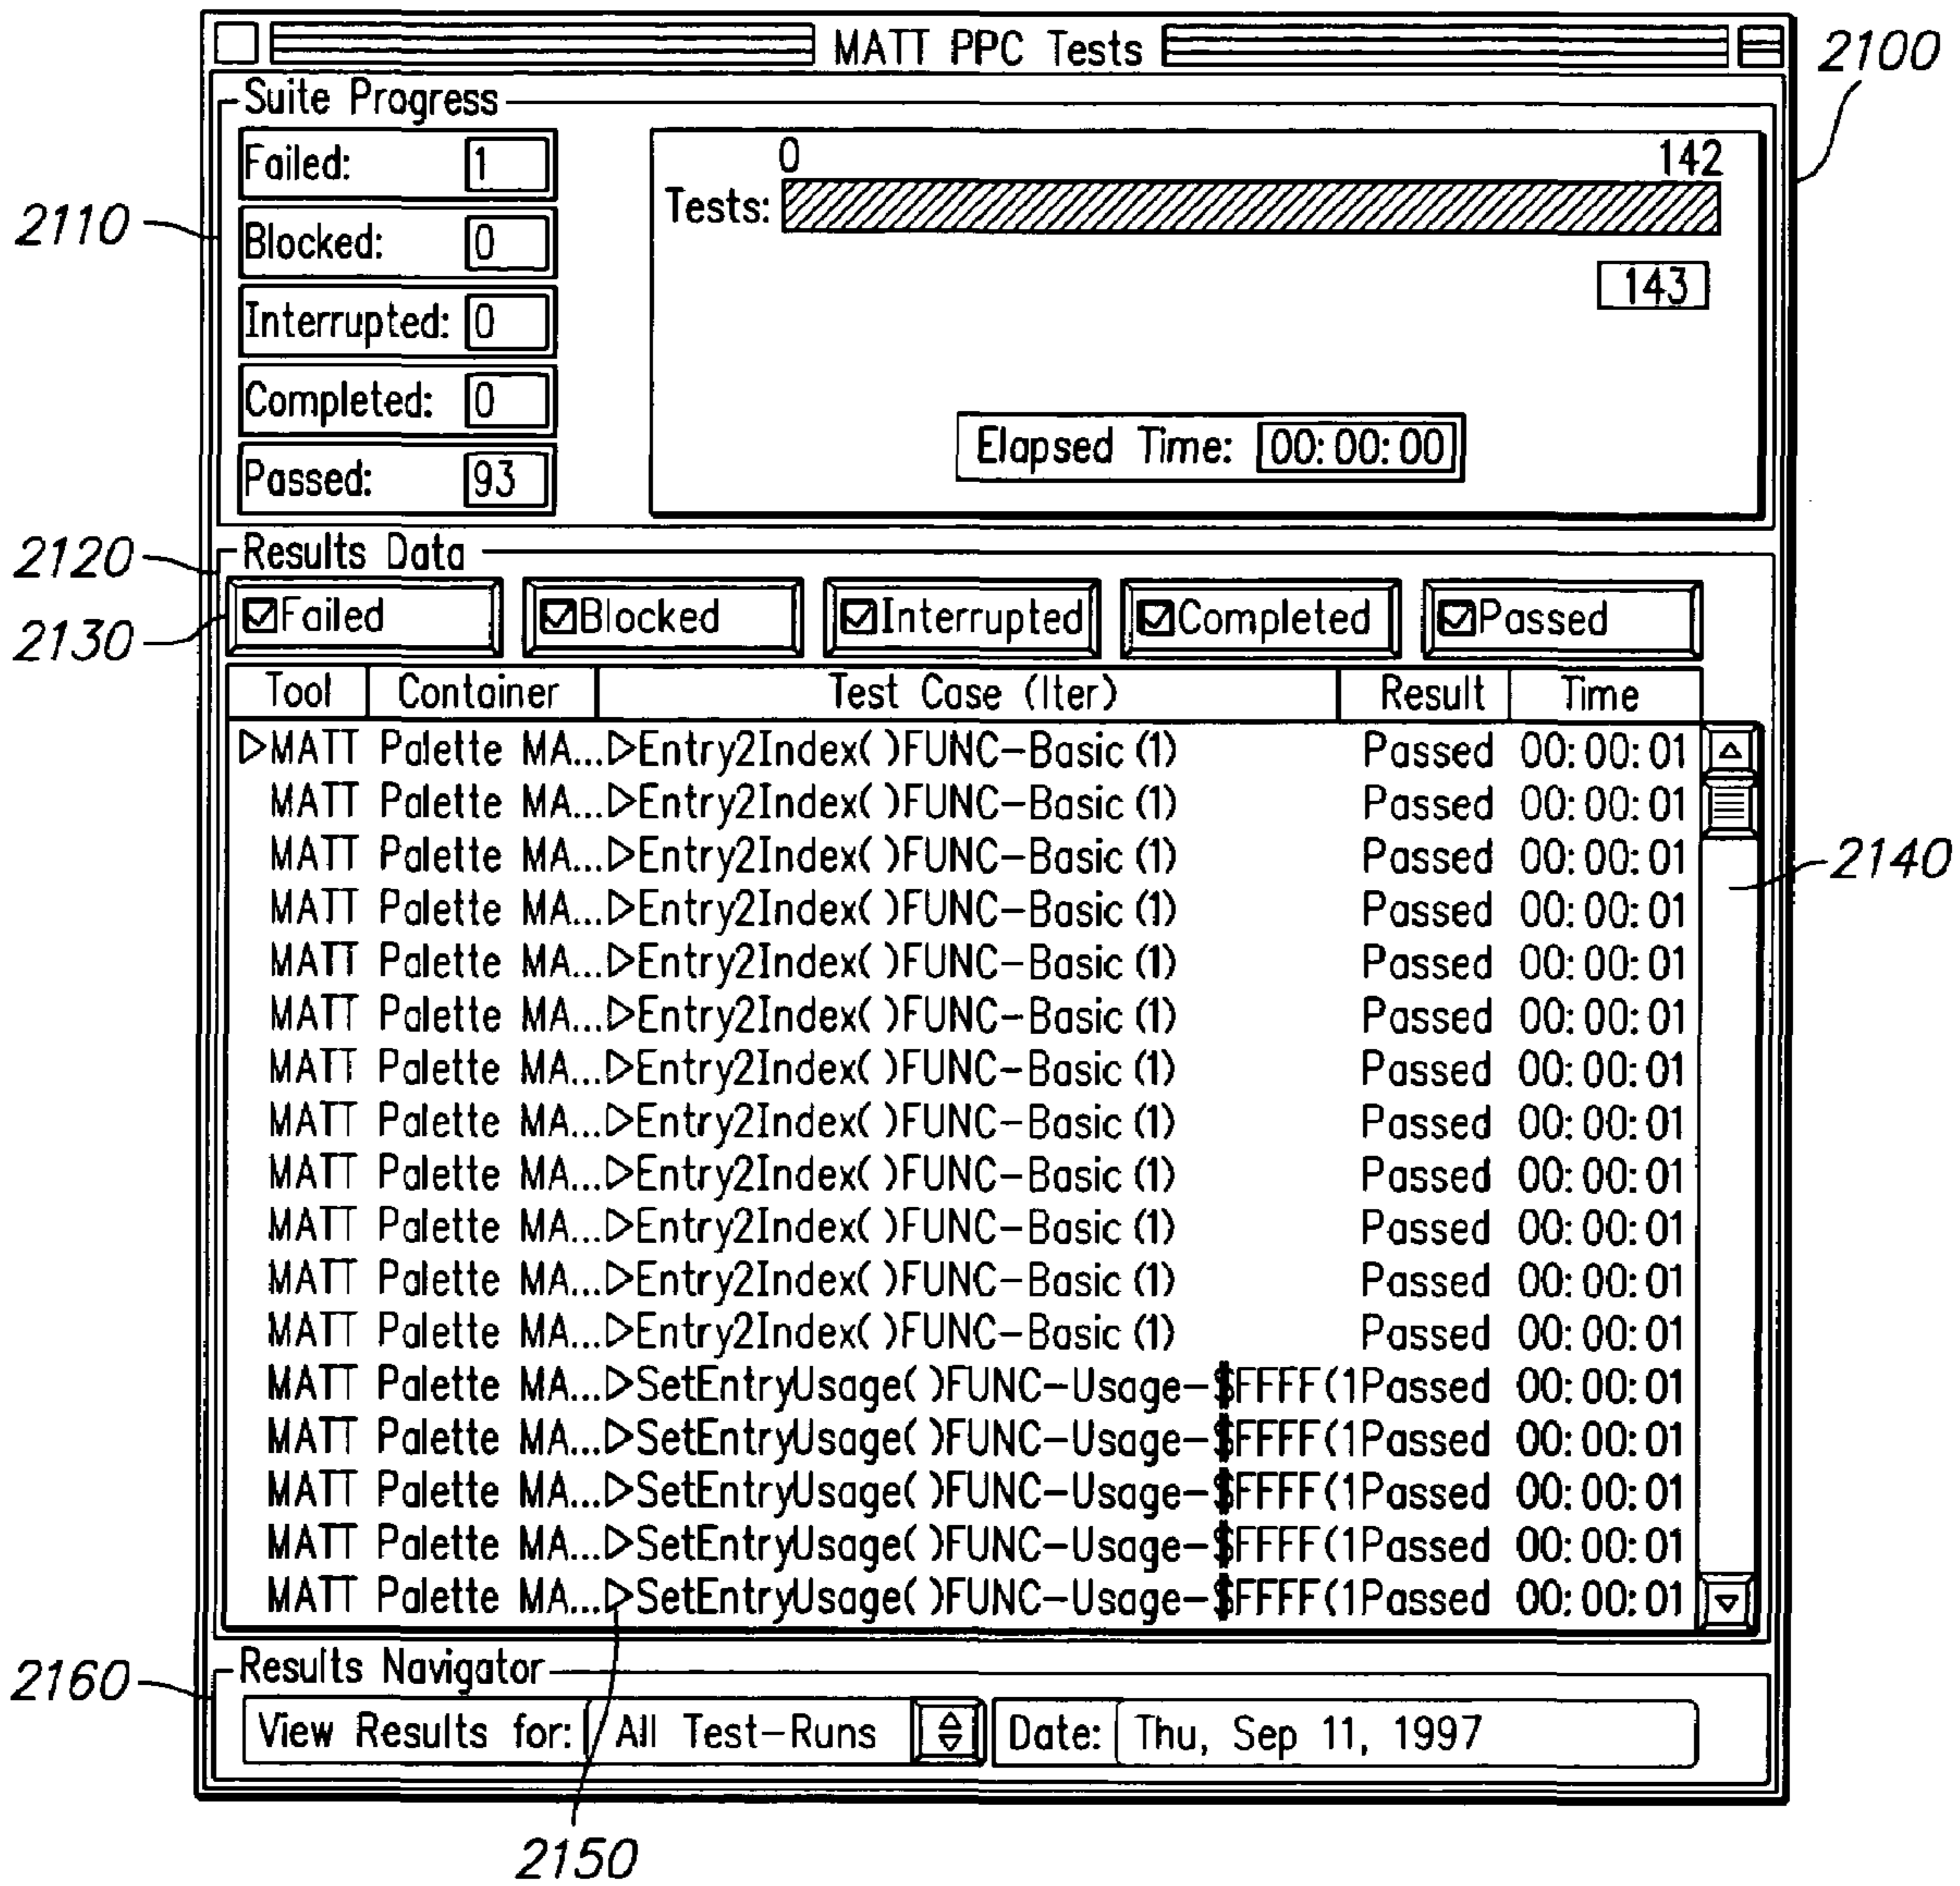 MATT PPC Tests
2100
Suite Progress
Failed: 1
0 142
Tests:
2110
Blocked: 0
143
Interrupted: 0
Completed: 0
Elapsed Time: 00:00:00
Passed: 93
2120
Results Data
2130
Failed Blocked Interrupted Completed Passed
Tool Container Test Case (Iter) Result Time
MATT Palette MA... Entry2Index( )FUNC-Basic (1) Passed 00:00:01
MATT Palette MA... Entry2Index( )FUNC-Basic (1) Passed 00:00:01
MATT Palette MA... Entry2Index( )FUNC-Basic (1) Passed 00:00:01
2140
MATT Palette MA... Entry2Index( )FUNC-Basic (1) Passed 00:00:01
MATT Palette MA... Entry2Index( )FUNC-Basic (1) Passed 00:00:01
MATT Palette MA... Entry2Index( )FUNC-Basic (1) Passed 00:00:01
MATT Palette MA... Entry2Index( )FUNC-Basic (1) Passed 00:00:01
MATT Palette MA... Entry2Index( )FUNC-Basic (1) Passed 00:00:01
MATT Palette MA... Entry2Index( )FUNC-Basic (1) Passed 00:00:01
MATT Palette MA... Entry2Index( )FUNC-Basic (1) Passed 00:00:01
MATT Palette MA... Entry2Index( )FUNC-Basic (1) Passed 00:00:01
MATT Palette MA... Entry2Index( )FUNC-Basic (1) Passed 00:00:01
MATT Palette MA... SetEntryUsage( )FUNC-Usage-$FFFF(1Passed 00:00:01
MATT Palette MA... SetEntryUsage( )FUNC-Usage-$FFFF(1Passed 00:00:01
MATT Palette MA... SetEntryUsage( )FUNC-Usage-$FFFF(1Passed 00:00:01
MATT Palette MA... SetEntryUsage( )FUNC-Usage-$FFFF(1Passed 00:00:01
MATT Palette MA... SetEntryUsage( )FUNC-Usage-$FFFF(1Passed 00:00:01
2160
Results Navigator
View Results for: All Test-Runs Date: Thu, Sep 11, 1997
2150